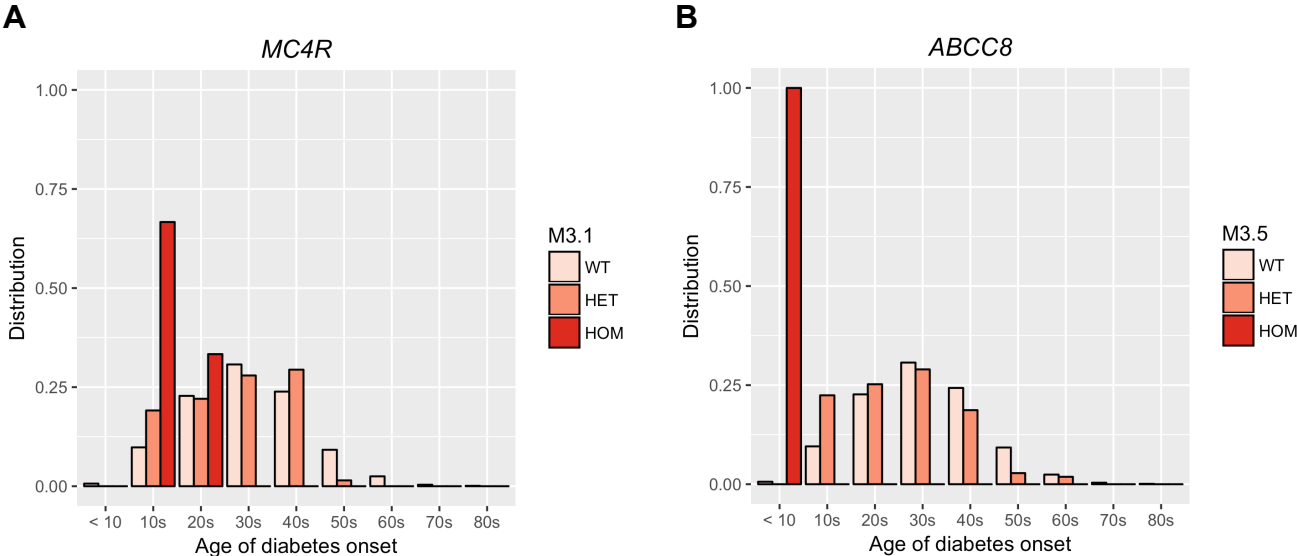 A
MC4R
Distribution
1.00
0.75
0.50
0.25
0.00
< 10 10s 20s 30s 40s 50s 60s 70s 80s
Age of diabetes onset
M3.1
WT
HET
HOM
B
ABCC8
Distribution
1.00
0.75
0.50
0.25
0.00
< 10 10s 20s 30s 40s 50s 60s 70s 80s
Age of diabetes onset
M3.5
WT
HET
HOM